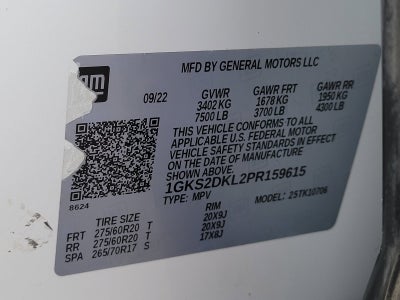 gm
MFD BY GENERAL MOTORS LLC
09/22 GVWR GAWR FRT GAWR RR
3402 KG 1678 KG 1950 KG
7500 LB 3700 LB 4300 LB
THIS VEHICLE CONFORMS TO ALL
APPLICABLE U.S. FEDERAL MOTOR
VEHICLE SAFETY STANDARDS IN EFFECT
ON THE DATE OF MANUFACTURE SHOWN ABOVE.
1GKS2DKL2PR159615
8624 TYPE: MPV MODEL: 2STK10706
TIRE SIZE RIM
FRT 275/60R20 T 20X9J
RR 275/60R20 T 20X9J
SPA 265/70R17 S 17X8J